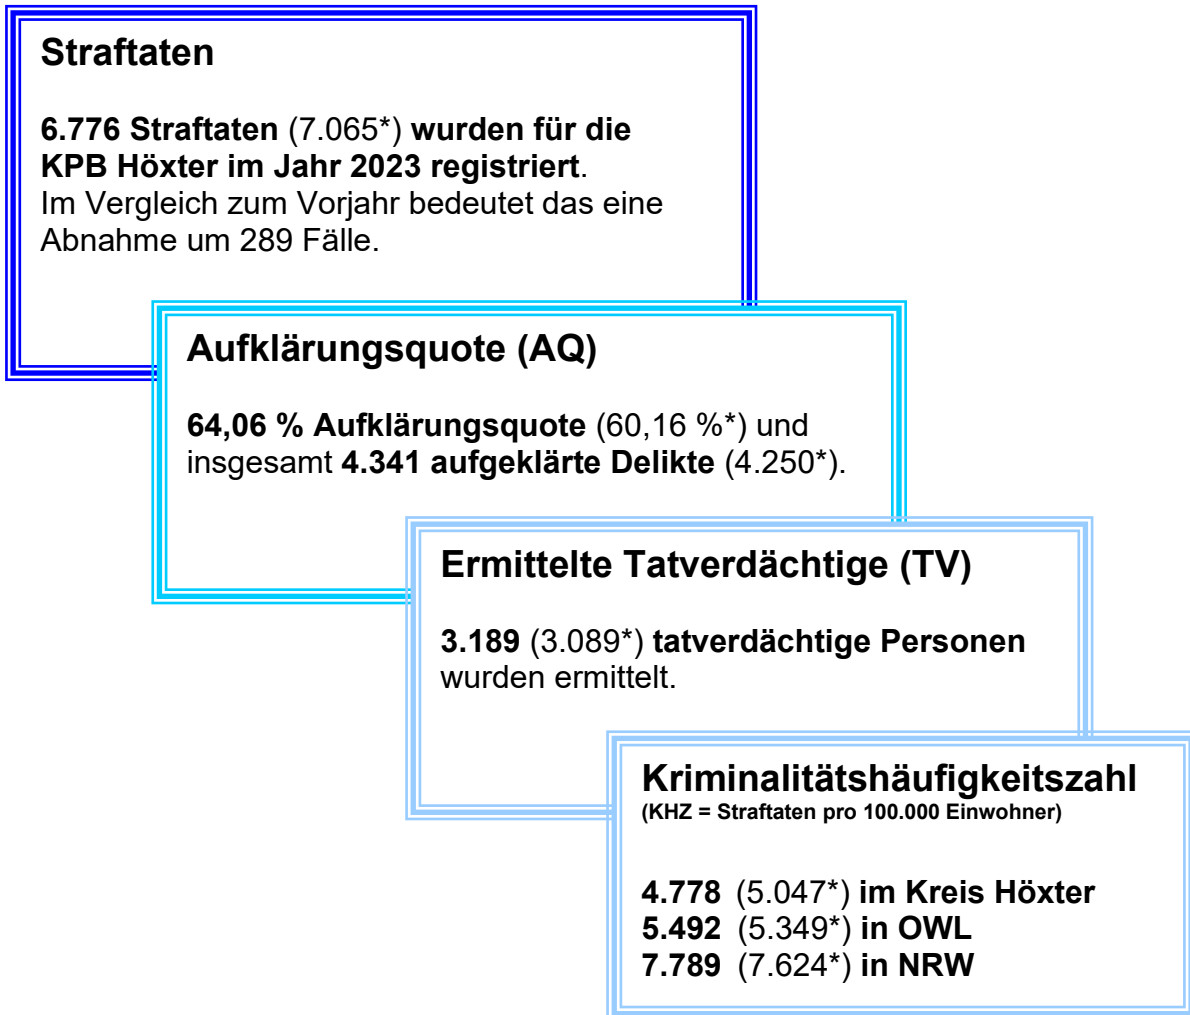 Straftaten
6.776 Straftaten (7.065*) wurden für die
KPB Höxter im Jahr 2023 registriert.
Im Vergleich zum Vorjahr bedeutet das eine
Abnahme um 289 Fälle.
Aufklärungsquote (AQ)
64,06 % Aufklärungsquote (60,16 %*) und
insgesamt 4.341 aufgeklärte Delikte (4.250*).
Ermittelte Tatverdächtige (TV)
3.189 (3.089*) tatverdächtige Personen
wurden ermittelt.
Kriminalitätshäufigkeitszahl
(KHZ = Straftaten pro 100.000 Einwohner)
4.778 (5.047*) im Kreis Höxter
5.492 (5.349*) in OWL
7.789 (7.624*) in NRW